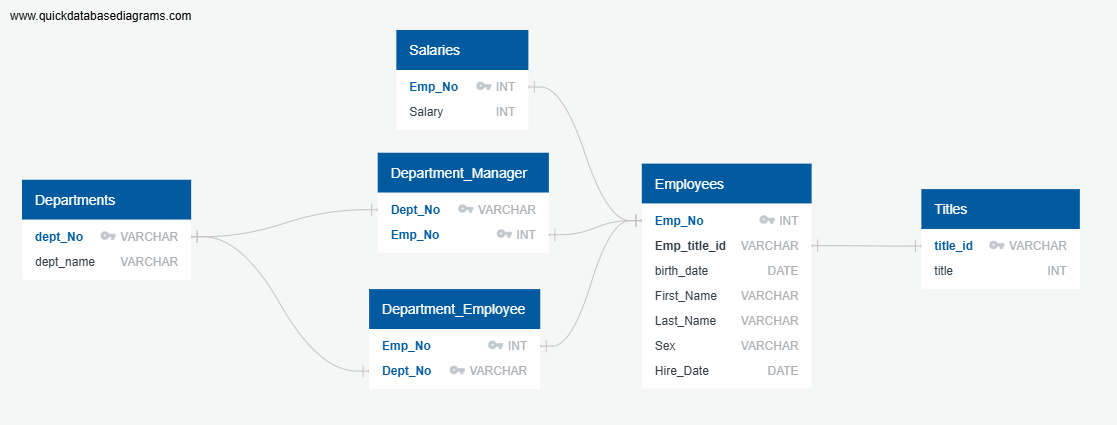 www.quickdatabasediagrams.com
Salaries
Emp_No INT
Salary INT
Department_Manager
Dept_No VARCHAR
Emp_No INT
Departments
dept_No VARCHAR
dept_name VARCHAR
Department_Employee
Emp_No INT
Dept_No VARCHAR
Employees
Emp_No INT
Emp_title_id VARCHAR
birth_date DATE
First_Name VARCHAR
Last_Name VARCHAR
Sex VARCHAR
Hire_Date DATE
Titles
title_id VARCHAR
title INT